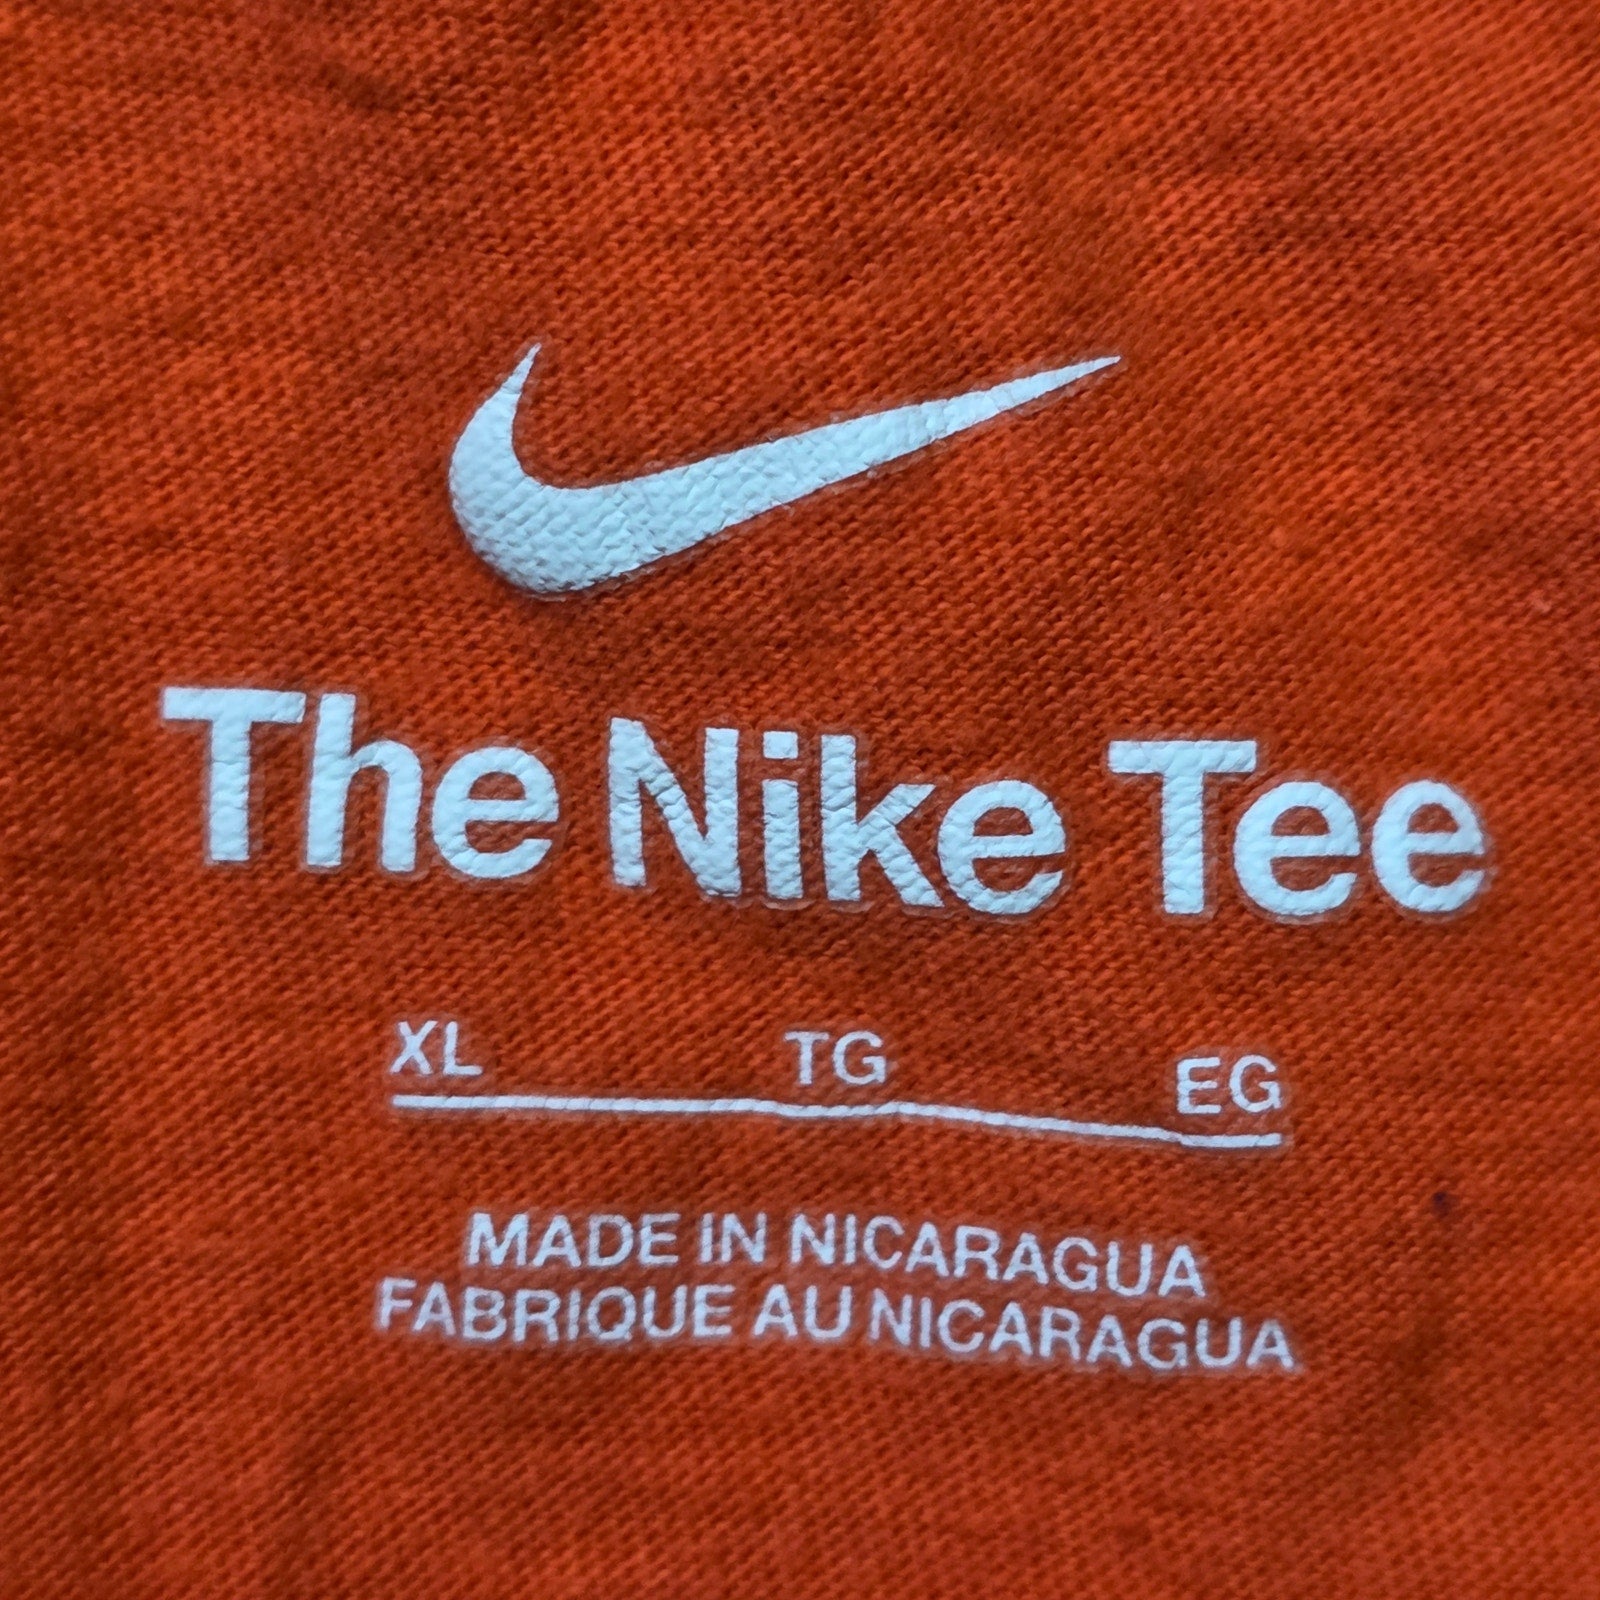 The Nike Tee
XL TG EG
MADE IN NICARAGUA
FABRIQUE AU NICARAGUA